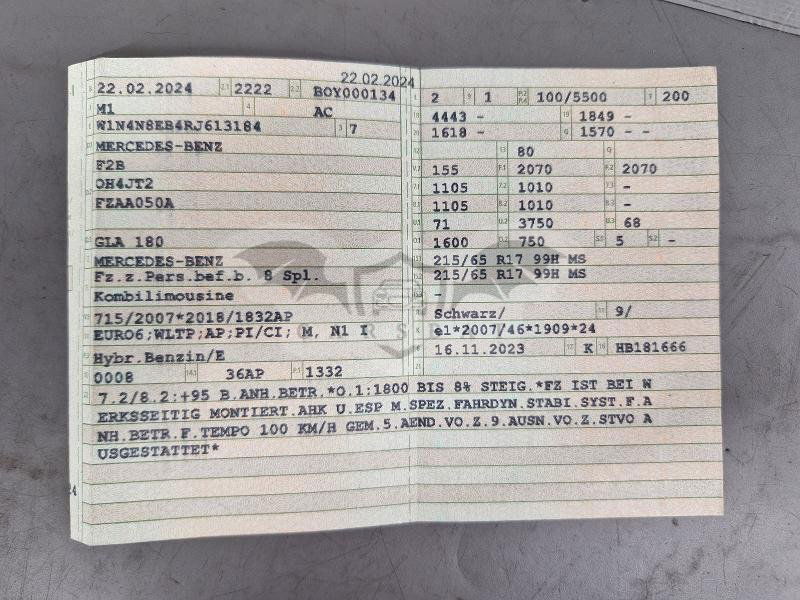 22.02.2024
22.02.2024 2222 BOY000134
M1 AC
W1N4N8EB4RJ613184 7
MERCEDES-BENZ
F2B
OH4JT2
FZAA050A
GLA 180
MERCEDES-BENZ
Fz.z.Pers.bef.b. 8 Spl.
Kombilimousine
715/2007*2018/1832AP
EURO6;WLTP;AP;PI/CI; M, N1 I
Hybr.Benzin/E
0008 36AP 1332
2 1 100/5500 200
4443 - 1849 -
1618 - 1570 - -
80
155 2070 2070
1105 1010 -
1105 1010 -
71 3750 68
1600 750 5 -
215/65 R17 99H MS
215/65 R17 99H MS
-
Schwarz/ 9/
e1*2007/46*1909*24
16.11.2023 K HB181666
7.2/8.2:+95 B.ANH.BETR.*O.1:1800 BIS 8% STEIG.*FZ IST BEI W
ERKSSEITIG MONTIERT.AHK U.ESP M.SPEZ.FAHRDYN.STABI.SYST.F.A
NH.BETR.F.TEMPO 100 KM/H GEM.5.AEND.VO.Z.9.AUSN.VO.Z.STVO A
USGESTATTET*